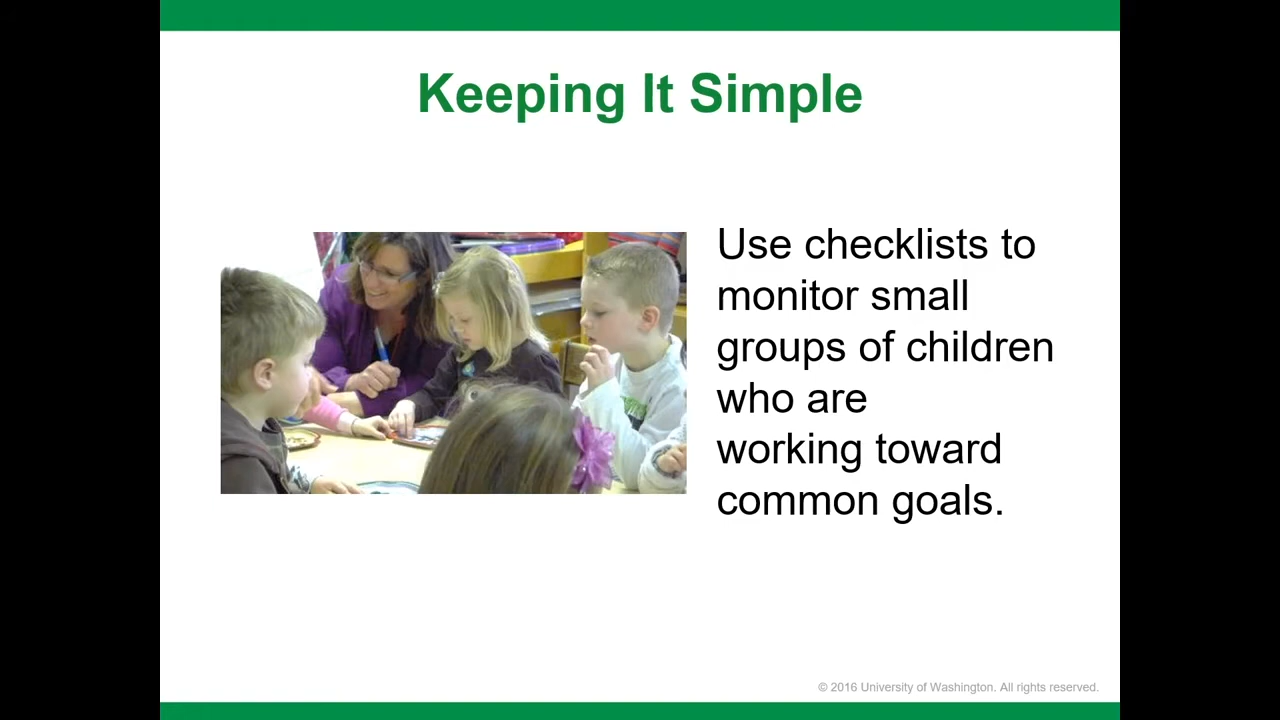 Keeping It Simple
Use checklists to
monitor small
groups of children
who are
working toward
common goals.
© 2016 University of Washington. All rights reserved.